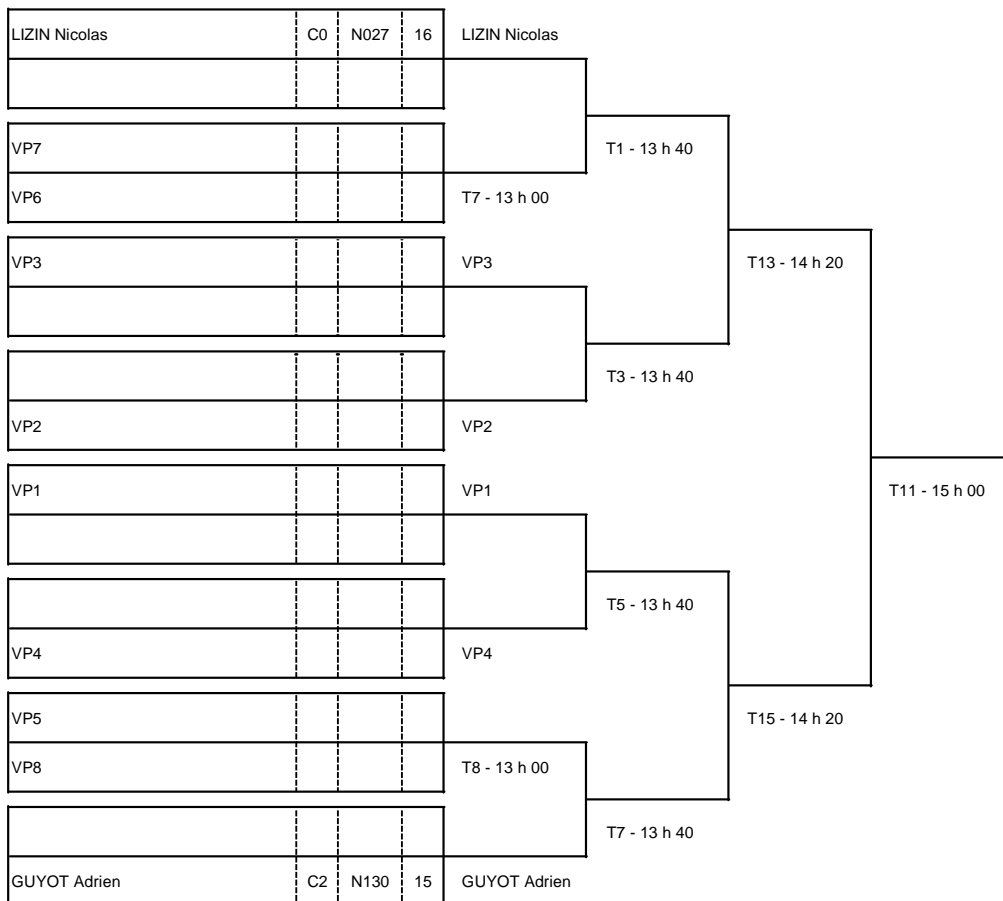 LIZIN Nicolas C0 N027 16 LIZIN Nicolas
VP7 T1 - 13 h 40
VP6 T7 - 13 h 00
VP3 VP3 T13 - 14 h 20
T3 - 13 h 40
VP2 VP2
VP1 VP1 T11 - 15 h 00
T5 - 13 h 40
VP4 VP4
VP5 T15 - 14 h 20
VP8 T8 - 13 h 00
T7 - 13 h 40
GUYOT Adrien C2 N130 15 GUYOT Adrien